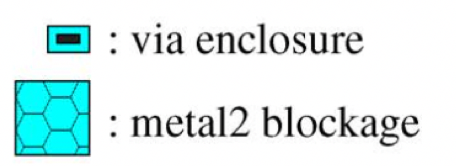 : via enclosure
: metal2 blockage